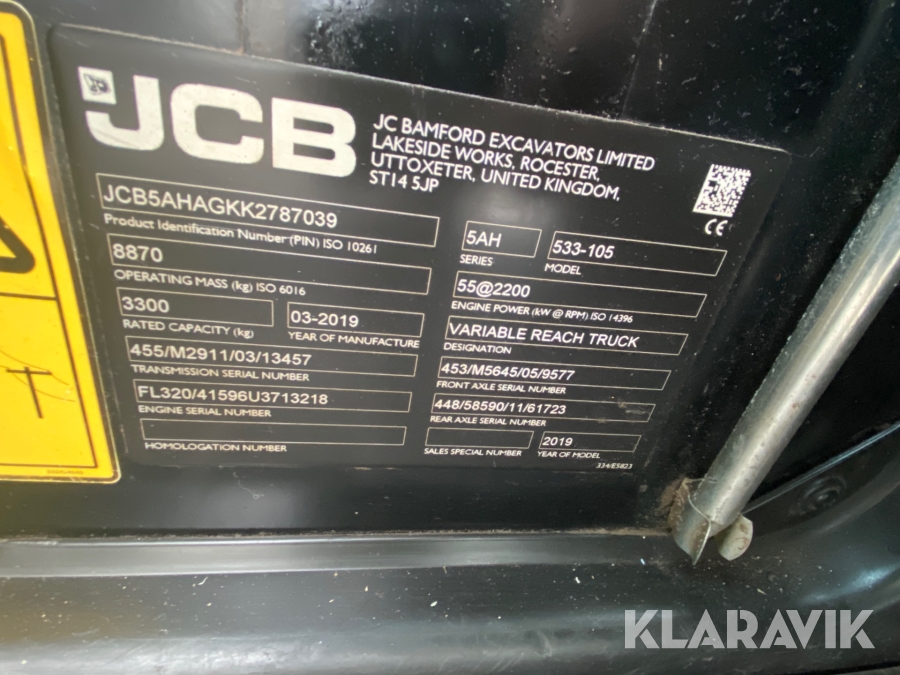 JCB
JC BAMFORD EXCAVATORS LIMITED
LAKESIDE WORKS, ROCESTER,
UTTOXETER, UNITED KINGDOM,
ST14 5JP
CE
JCB5AHAGKK2787039
Product Identification Number (PIN) ISO 10261
8870
OPERATING MASS (kg) ISO 6016
3300
RATED CAPACITY (kg)
03-2019
YEAR OF MANUFACTURE
455/M2911/03/13457
TRANSMISSION SERIAL NUMBER
FL320/41596U3713218
ENGINE SERIAL NUMBER
HOMOLOGATION NUMBER
5AH
SERIES
533-105
MODEL
55@2200
ENGINE POWER (kW @ RPM) ISO 14396
VARIABLE REACH TRUCK
DESIGNATION
453/M5645/05/9577
FRONT AXLE SERIAL NUMBER
448/58590/11/61723
REAR AXLE SERIAL NUMBER
SALES SPECIAL NUMBER
2019
YEAR OF MODEL
334/E5823
KLARAVIK